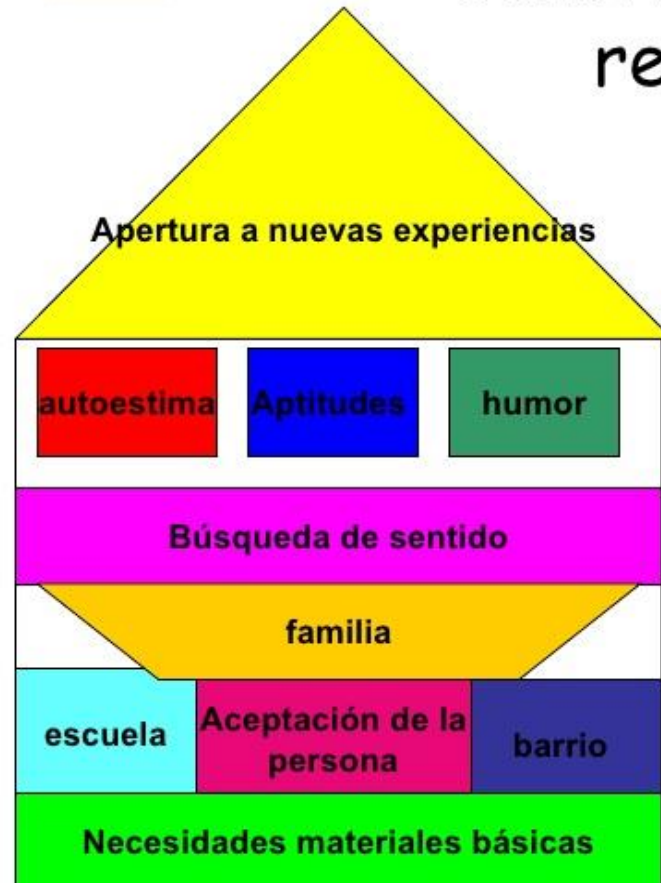 re
Apertura a nuevas experiencias
autoestima Aptitudes humor
Búsqueda de sentido
familia
escuela Aceptación de la
persona barrio
Necesidades materiales básicas